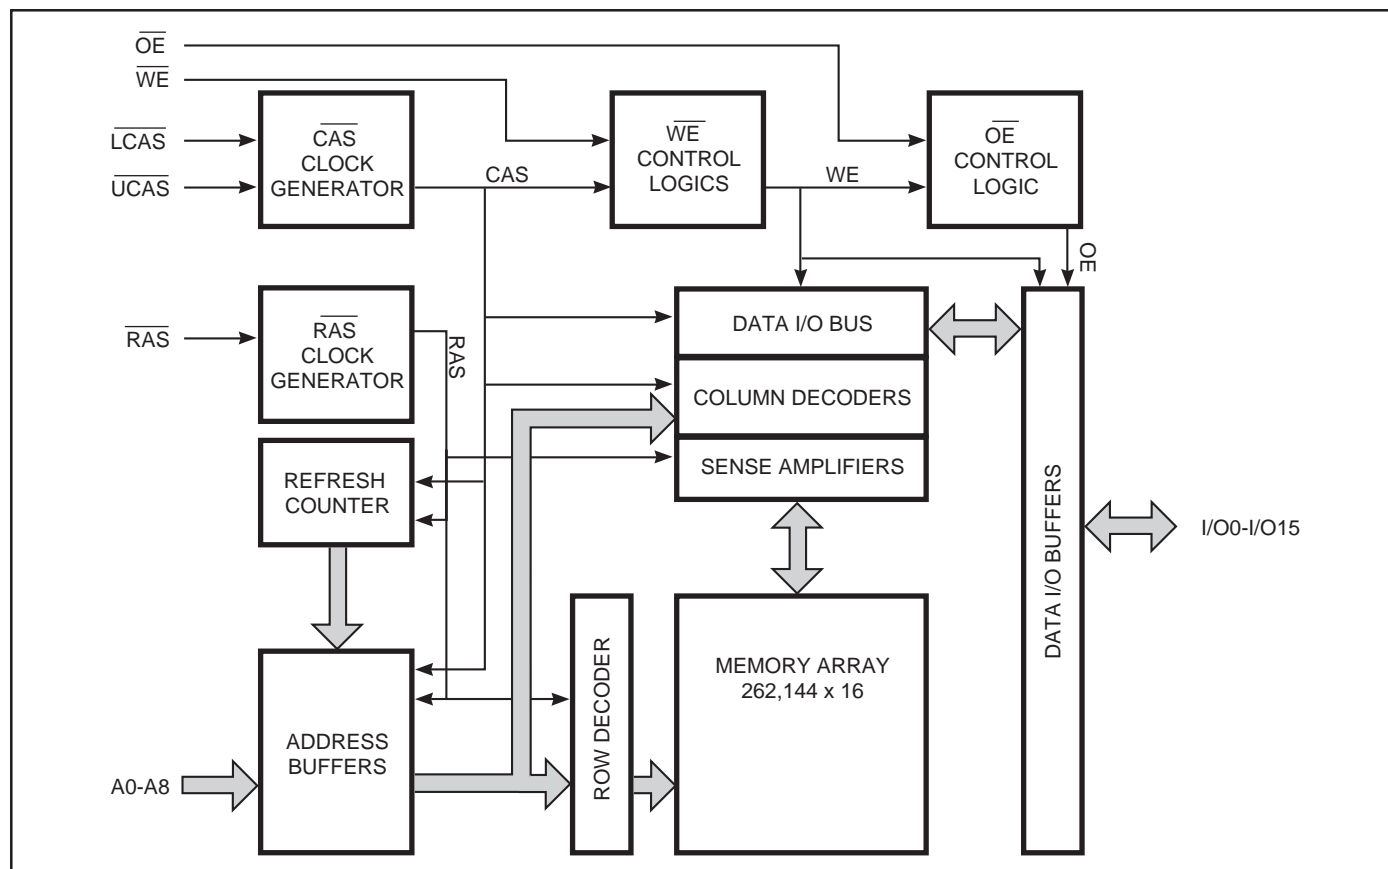 OE
WE
LCAS
UCAS
CAS
CLOCK
GENERATOR
CAS
WE
CONTROL
LOGICS
WE
OE
CONTROL
LOGIC
OE
RAS
RAS
CLOCK
GENERATOR
RAS
DATA I/O BUS
COLUMN DECODERS
SENSE AMPLIFIERS
REFRESH
COUNTER
DATA I/O BUFFERS
I/O0-I/O15
ADDRESS
BUFFERS
A0-A8
ROW DECODER
MEMORY ARRAY
262,144 x 16